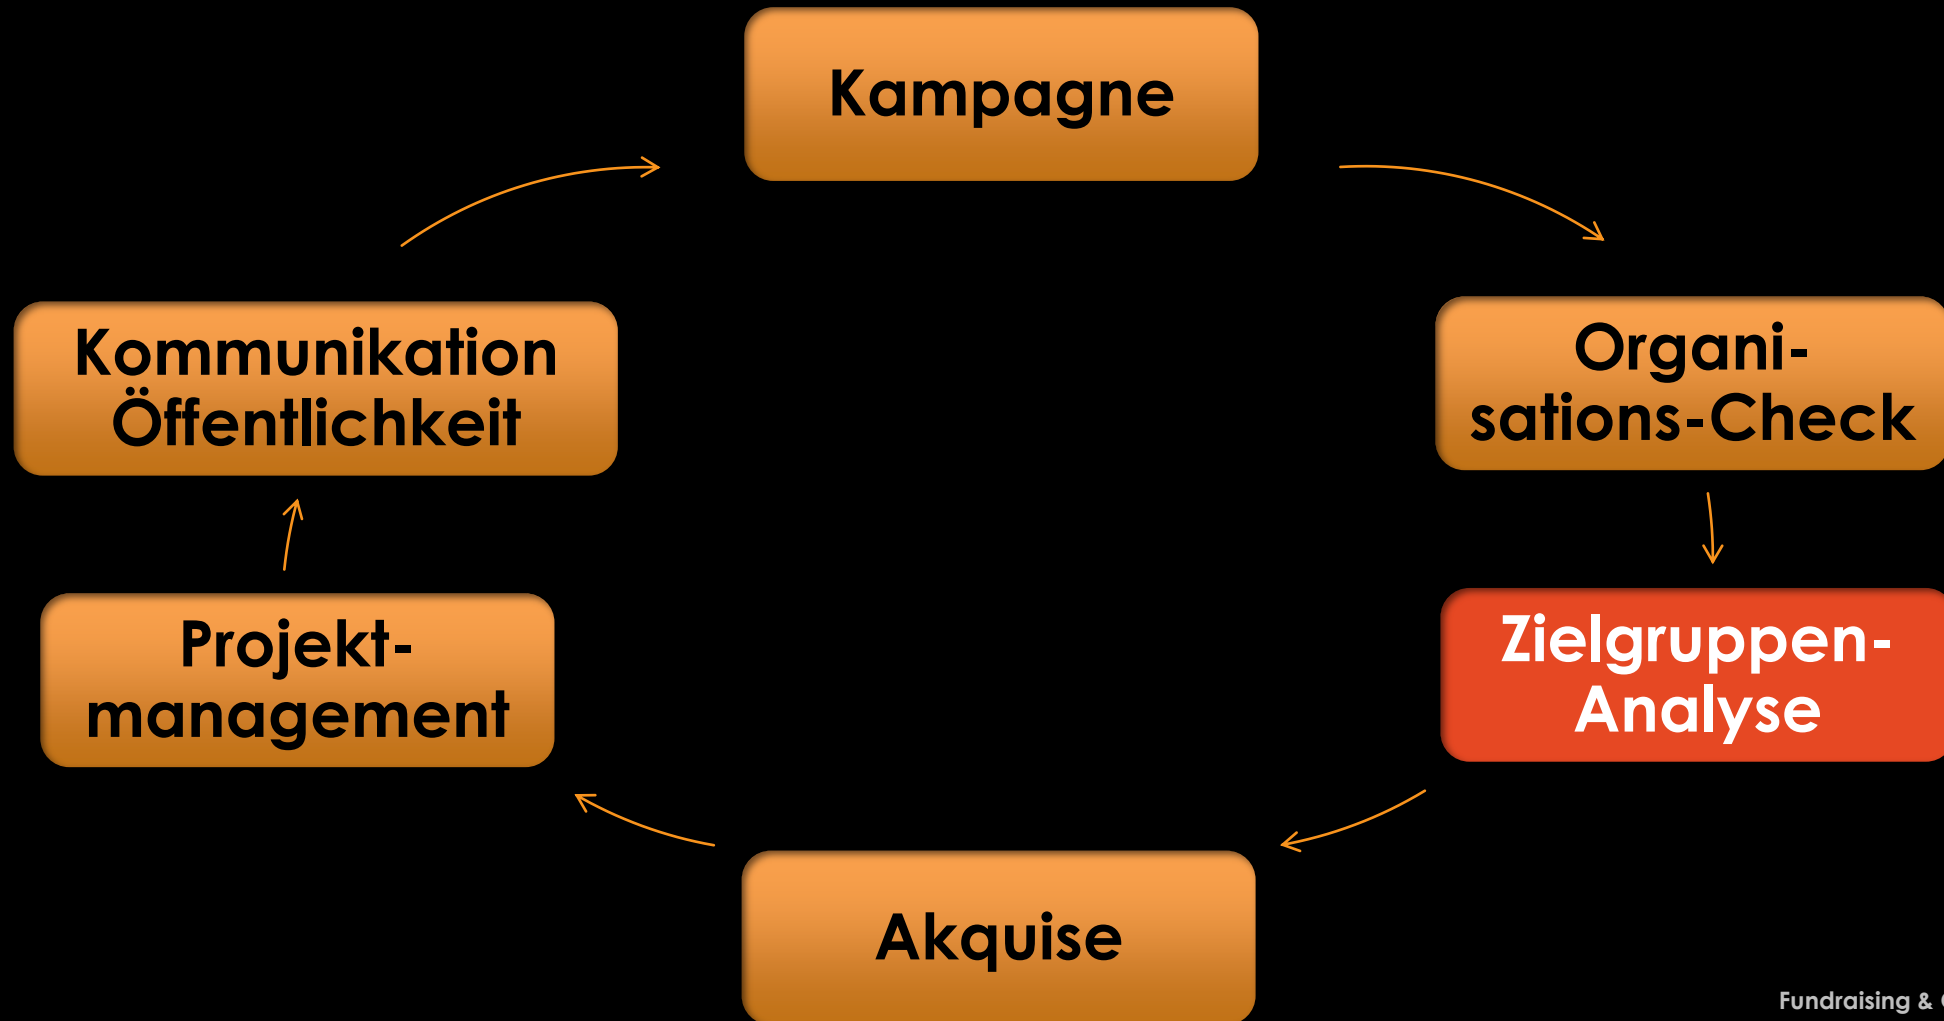 Kampagne
Kommunikation
Öffentlichkeit
Organi-
sations-Check
Projekt-
management
Zielgruppen-
Analyse
Akquise
Fundraising &